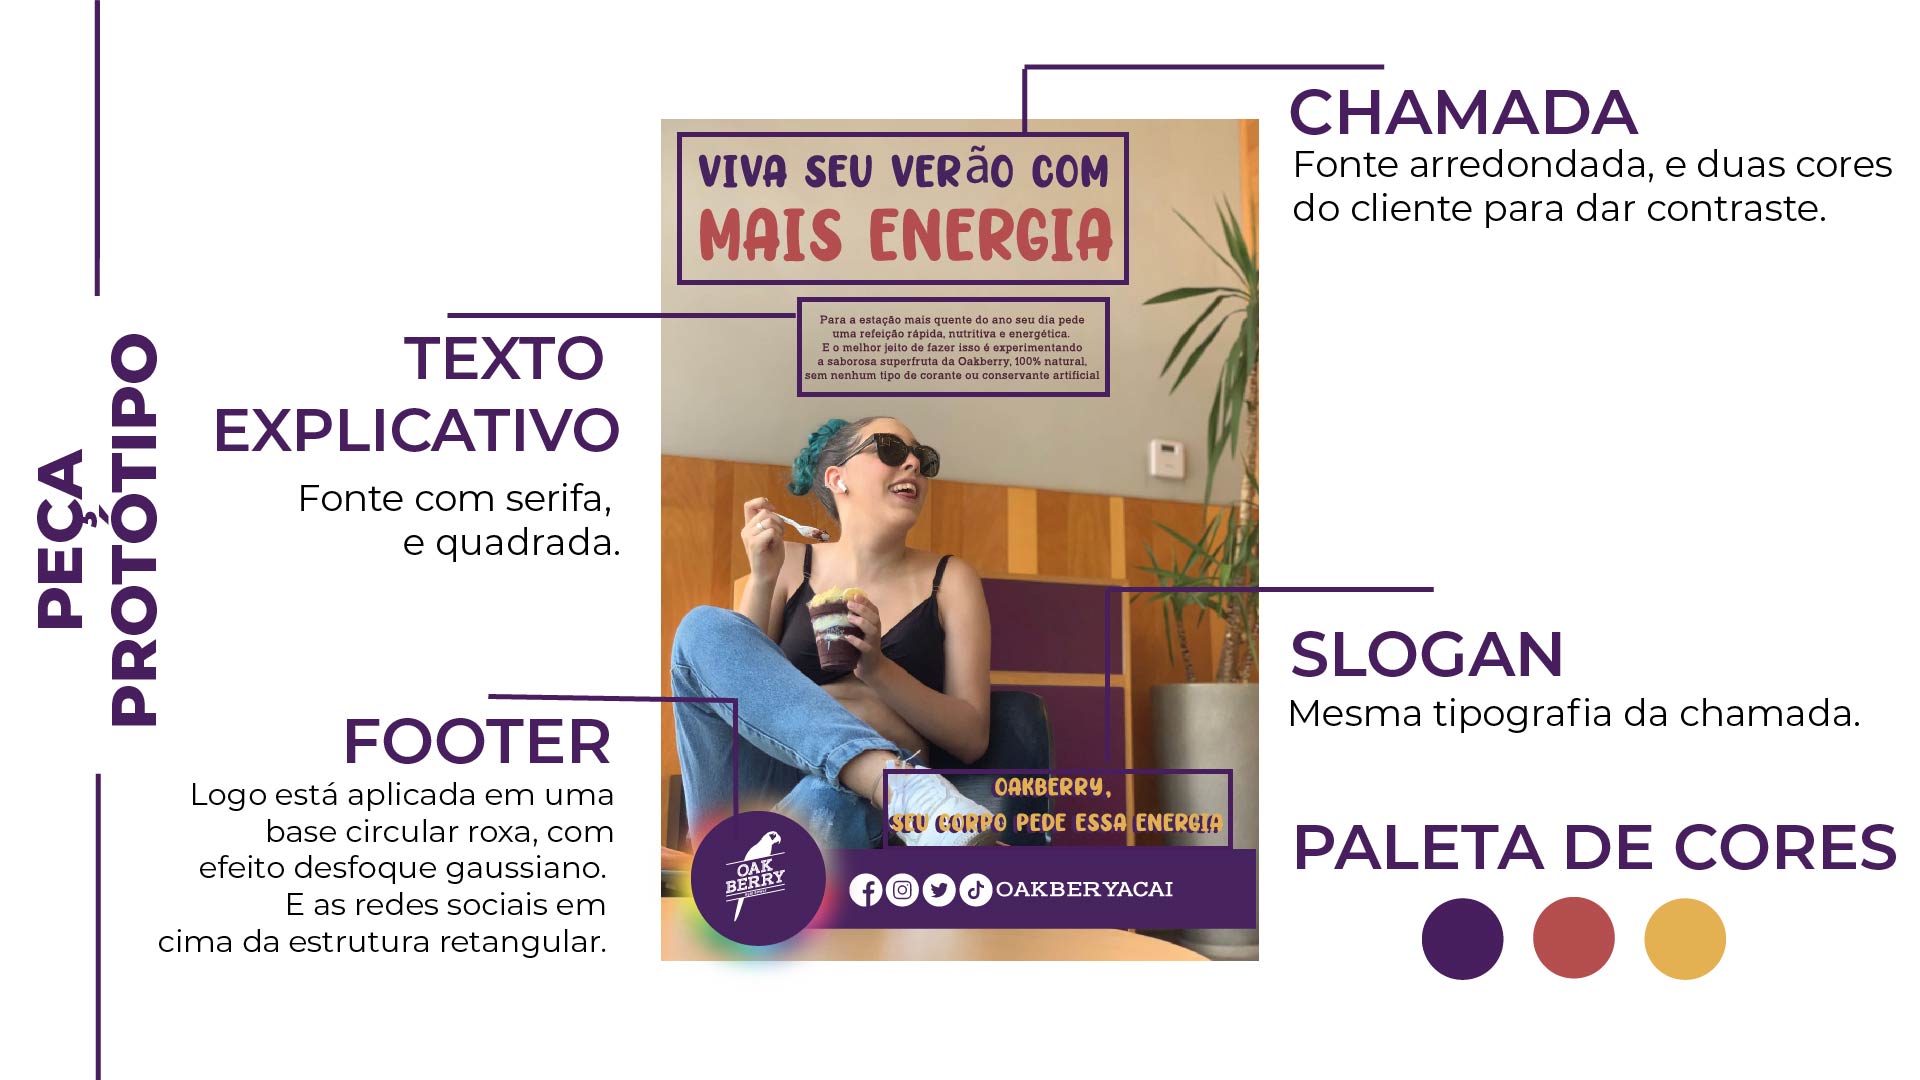 PEÇA
PROTÓTIPO
VIVA SEU VERãO COM
MAIS ENERGIA
Para a estação mais quente do ano seu dia pede
uma refeição rápida, nutritiva e energética.
E o melhor jeito de fazer isso é experimentando
a saborosa superfruta da Oakberry, 100% natural,
sem nenhum tipo de corante ou conservante artificial
CHAMADA
Fonte arredondada, e duas cores
do cliente para dar contraste.
TEXTO
EXPLICATIVO
Fonte com serifa,
e quadrada.
SLOGAN
Mesma tipografia da chamada.
OAKBERRY,
SEU CORPO PEDE ESSA ENERGIA
FOOTER
Logo está aplicada em uma
base circular roxa, com
efeito desfoque gaussiano.
E as redes sociais em
cima da estrutura retangular.
OAK
BERRY
OAKBERYACAI
PALETA DE CORES